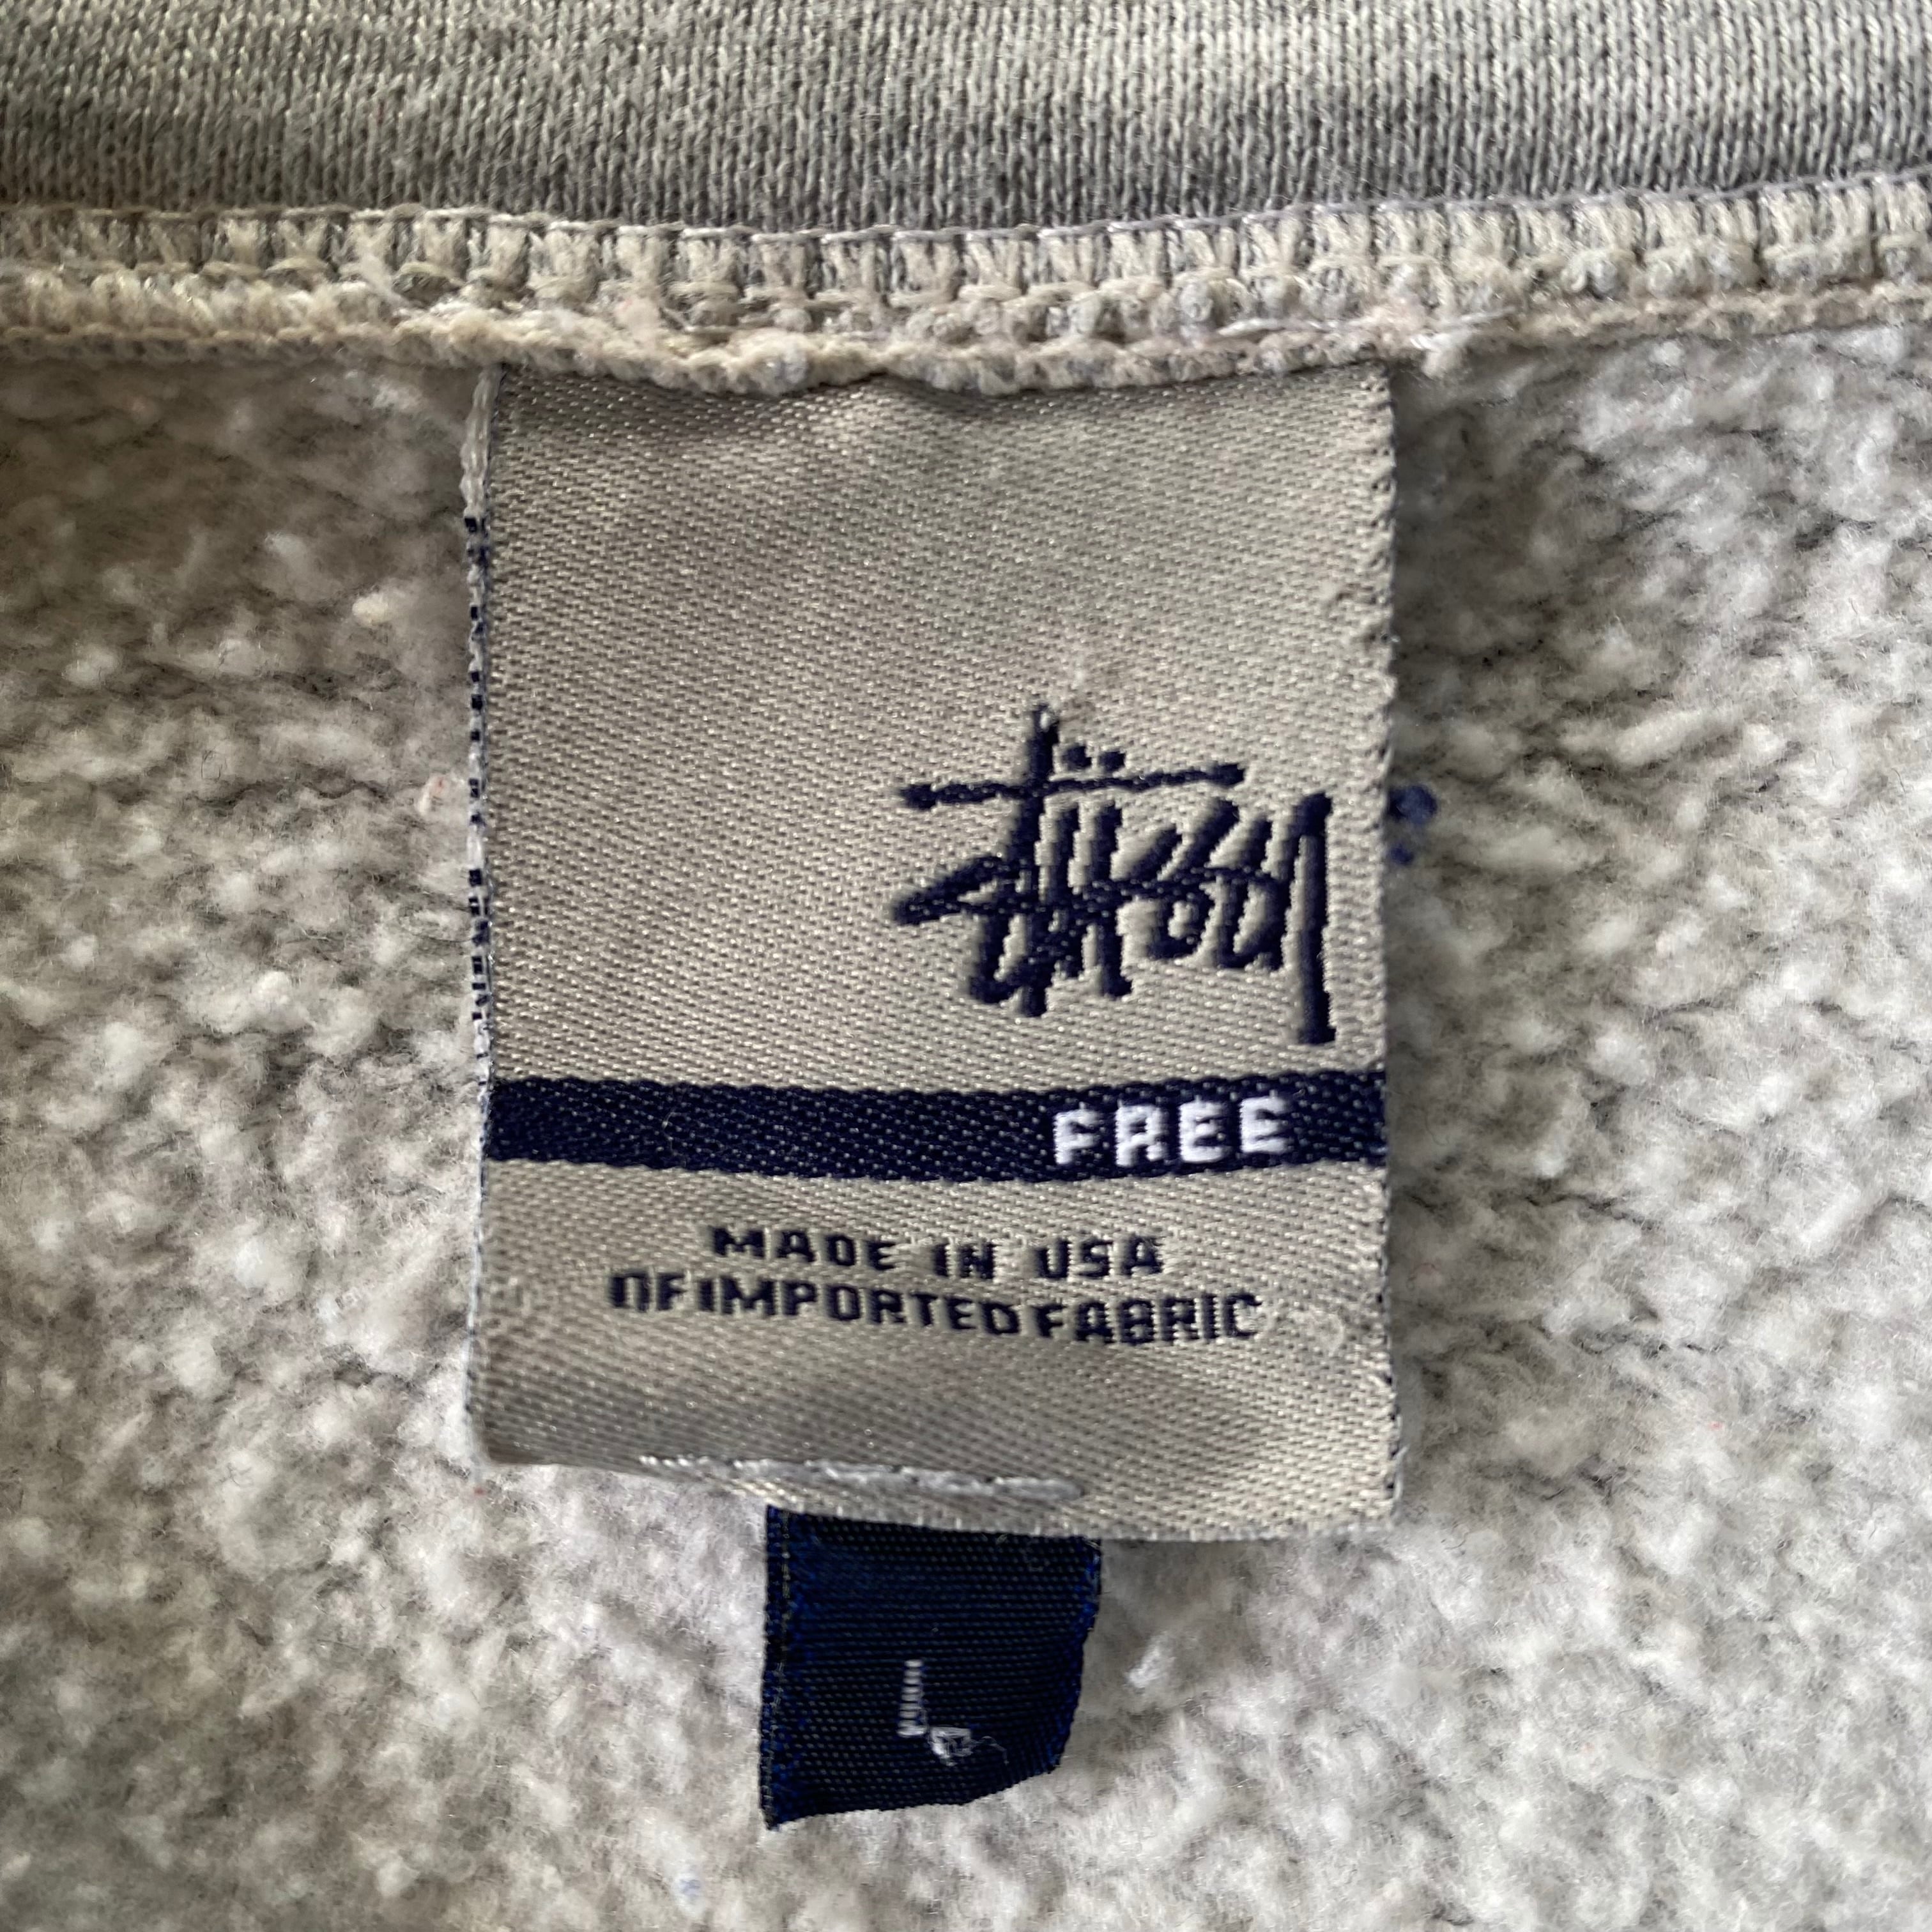 Stüssy
FREE
MADE IN USA
OF IMPORTED FABRIC
L